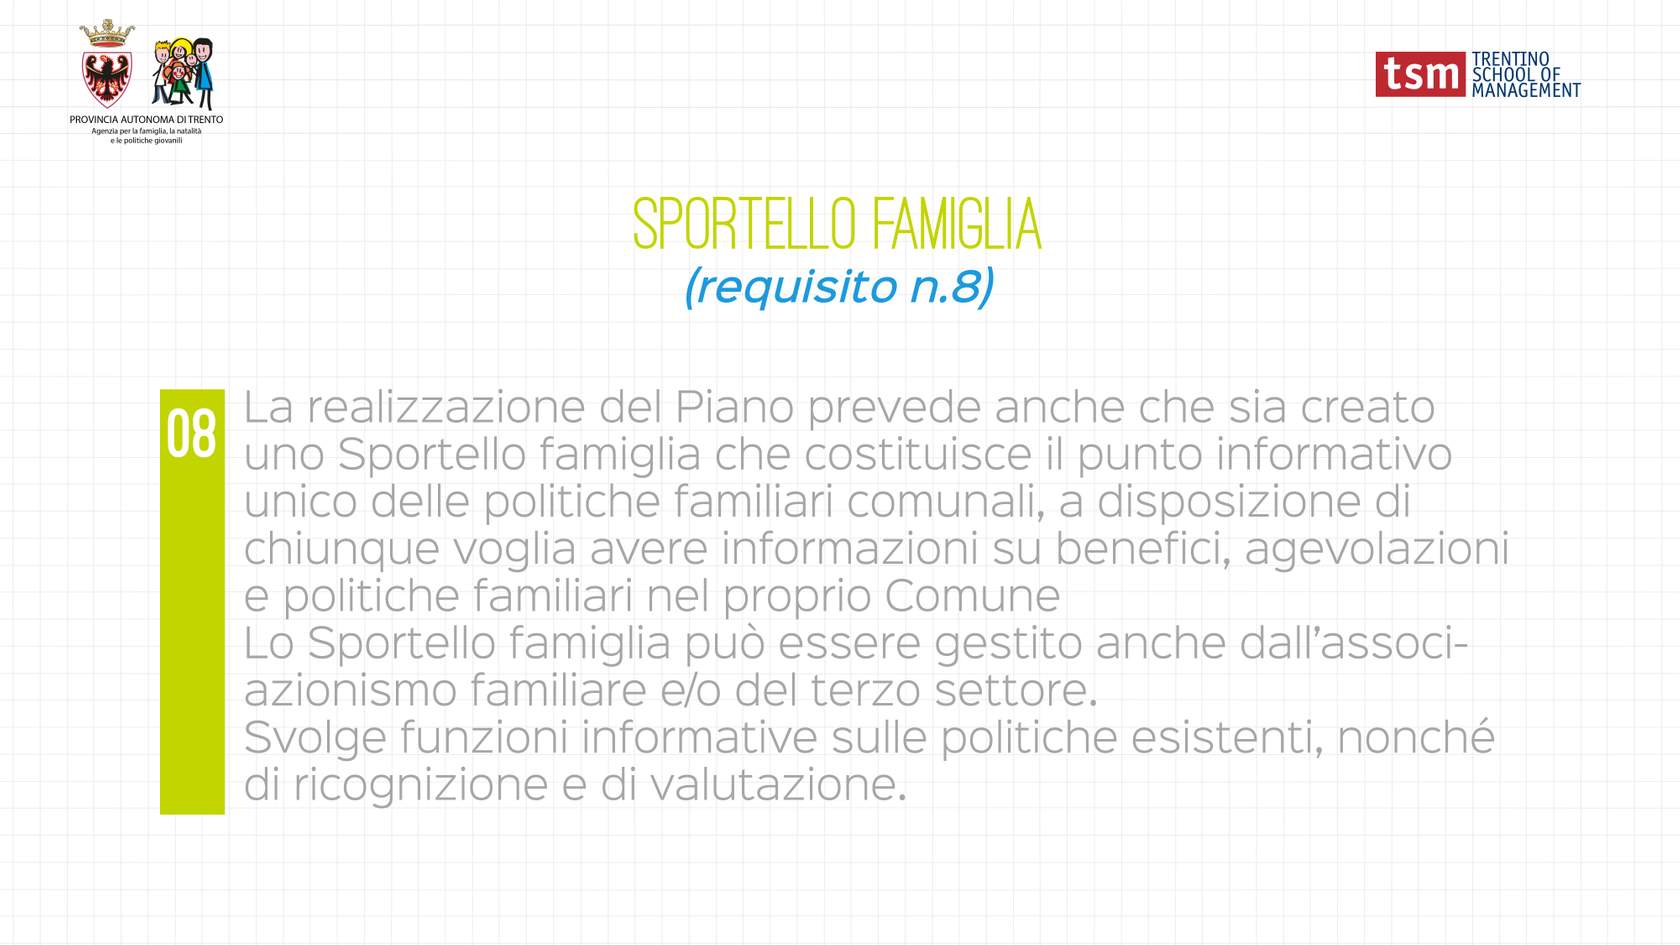 PROVINCIA AUTONOMA DI TRENTO
Agenzia per la famiglia, la natalità
e le politiche giovanili
tsm TRENTINO
SCHOOL OF
MANAGEMENT
SPORTELLO FAMIGLIA
(requisito n.8)
08
La realizzazione del Piano prevede anche che sia creato
uno Sportello famiglia che costituisce il punto informativo
unico delle politiche familiari comunali, a disposizione di
chiunque voglia avere informazioni su benefici, agevolazioni
e politiche familiari nel proprio Comune
Lo Sportello famiglia può essere gestito anche dall’associ-
azionismo familiare e/o del terzo settore.
Svolge funzioni informative sulle politiche esistenti, nonché
di ricognizione e di valutazione.